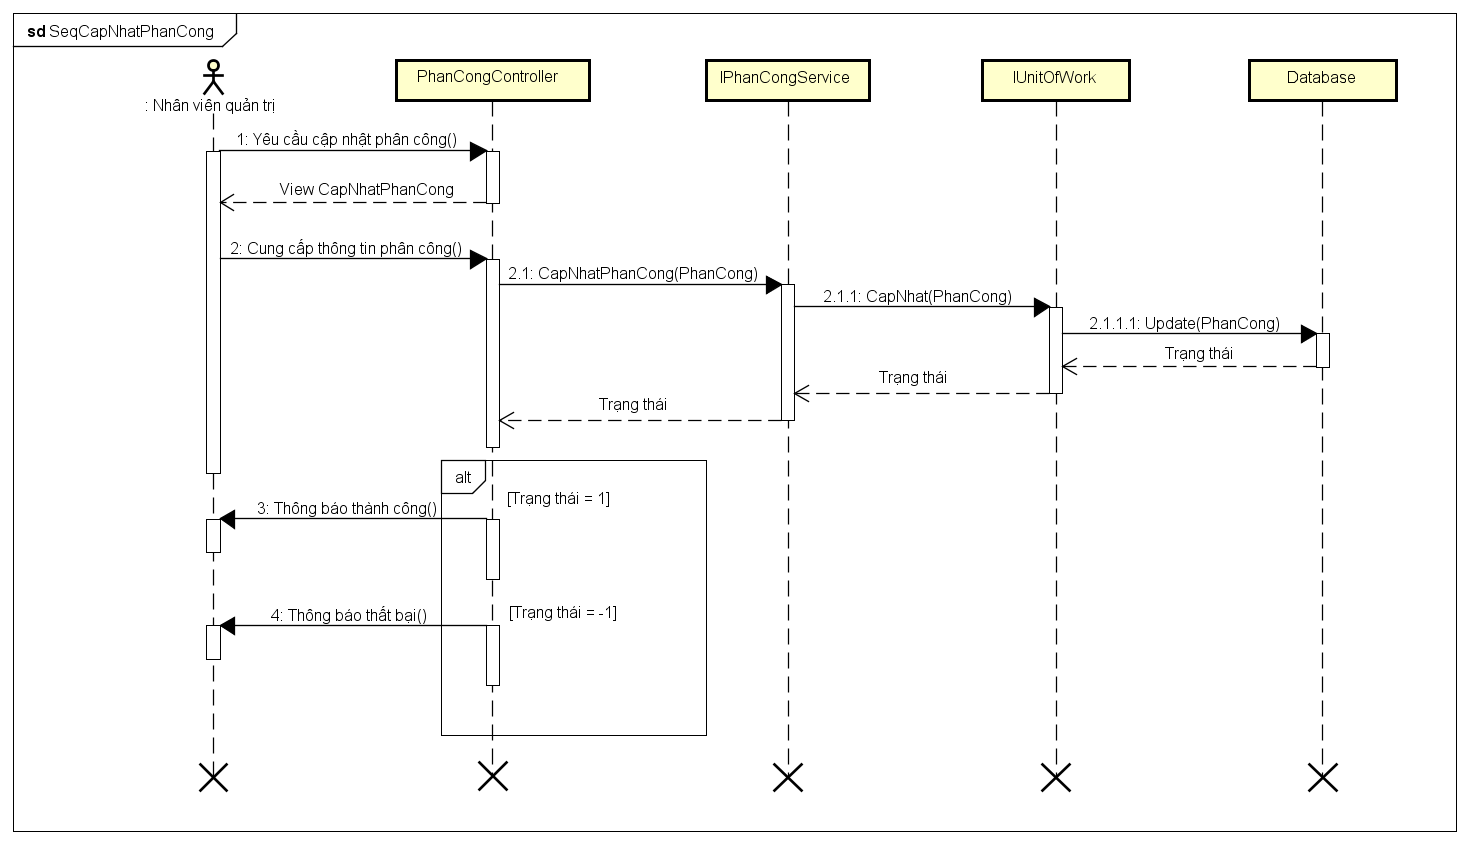 sd SeqCapNhatPhanCong
: Nhân viên quản trị
PhanCongController
IPhanCongService
IUnitOfWork
Database
1: Yêu cầu cập nhật phân công()
View CapNhatPhanCong
2: Cung cấp thông tin phân công()
2.1: CapNhatPhanCong(PhanCong)
2.1.1: CapNhat(PhanCong)
2.1.1.1: Update(PhanCong)
Trạng thái
Trạng thái
Trạng thái
alt
[Trạng thái = 1]
3: Thông báo thành công()
[Trạng thái = -1]
4: Thông báo thất bại()